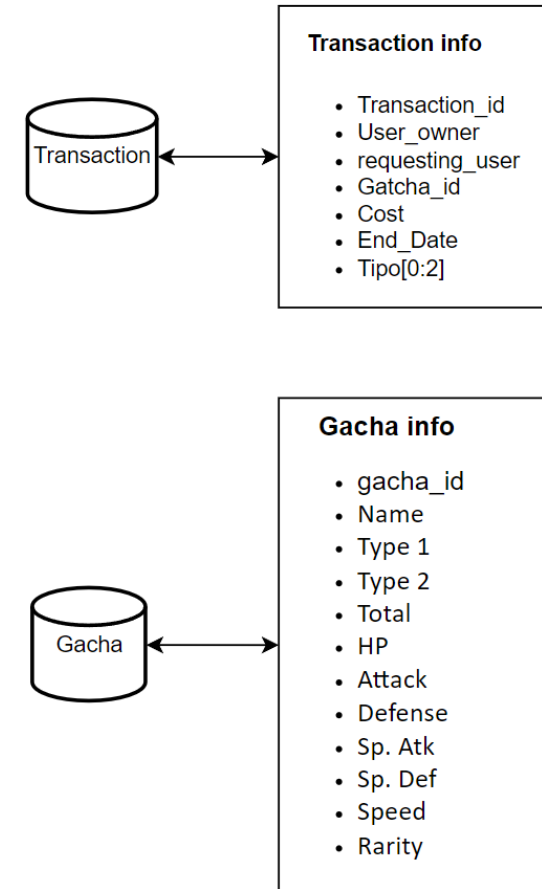 Transaction info
Transaction
• Transaction_id
• User_owner
• requesting_user
• Gatcha_id
• Cost
• End_Date
• Tipo[0:2]
Gacha info
Gacha
• gacha_id
• Name
• Type 1
• Type 2
• Total
• HP
• Attack
• Defense
• Sp. Atk
• Sp. Def
• Speed
• Rarity